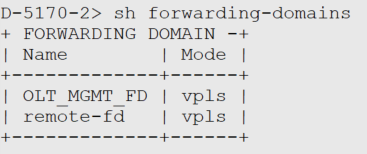 D-5170-2> sh forwarding-domains
+ FORWARDING DOMAIN -+
| Name | Mode |
+------------+------+
| OLT_MGMT_FD | vpls |
| remote-fd | vpls |
+------------+------+